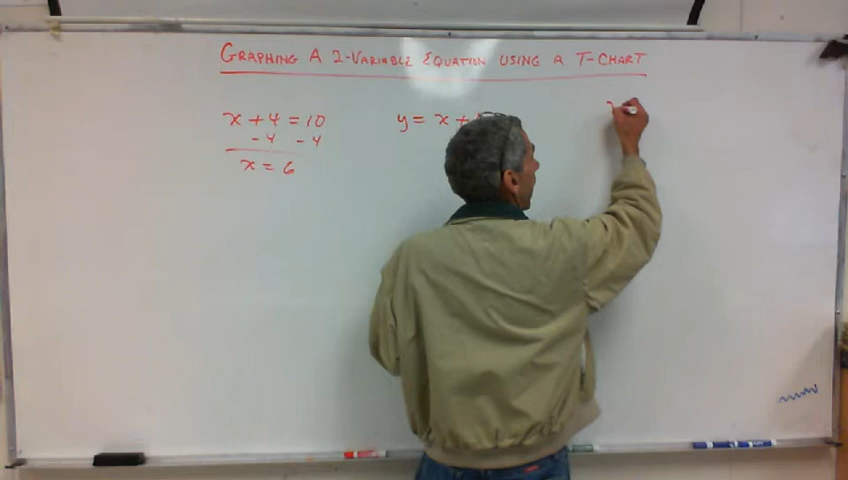 GRAPHING A 2-VARIABLE EQUATION USING A T-CHART
x + 4 = 10
- 4 - 4
x = 6
y = x +